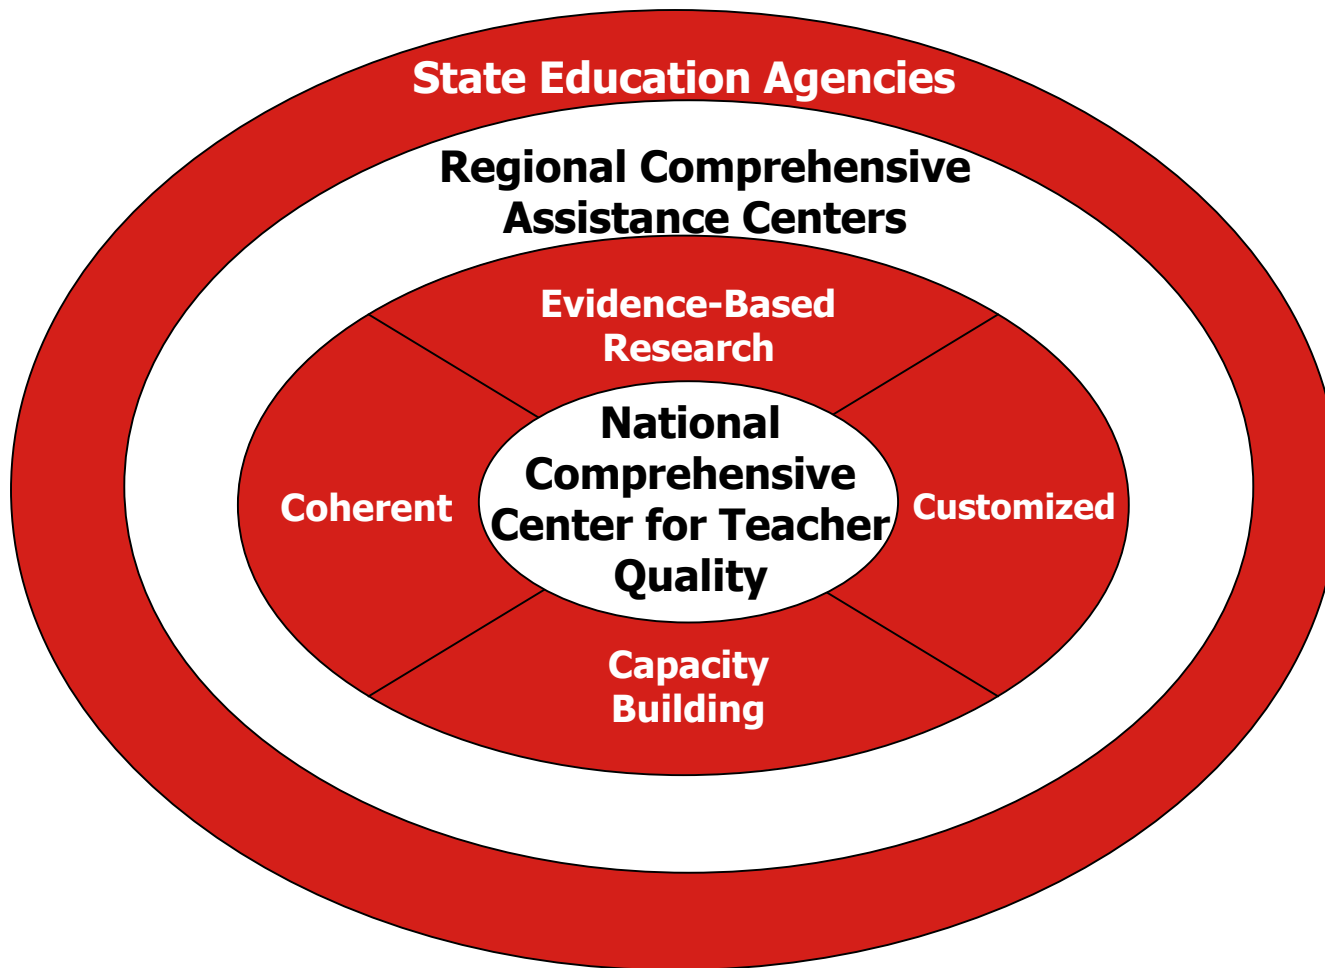 State Education Agencies
Regional Comprehensive
Assistance Centers
Evidence-Based
Research
National
Comprehensive
Center for Teacher
Quality
Coherent
Customized
Capacity
Building